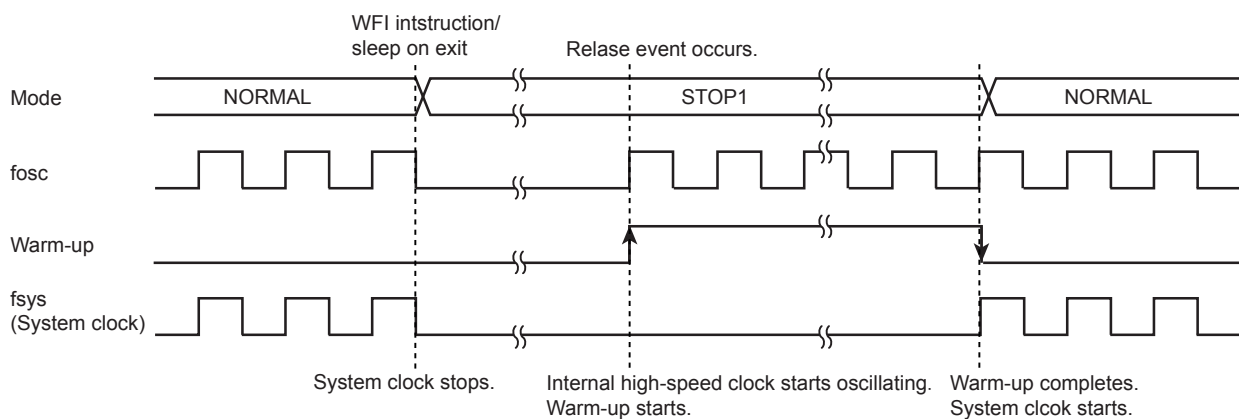 WFI intstruction/
sleep on exit
Relase event occurs.
Mode
NORMAL
STOP1
NORMAL
fosc
Warm-up
fsys
(System clock)
System clock stops.
Internal high-speed clock starts oscillating.
Warm-up starts.
Warm-up completes.
System clook starts.